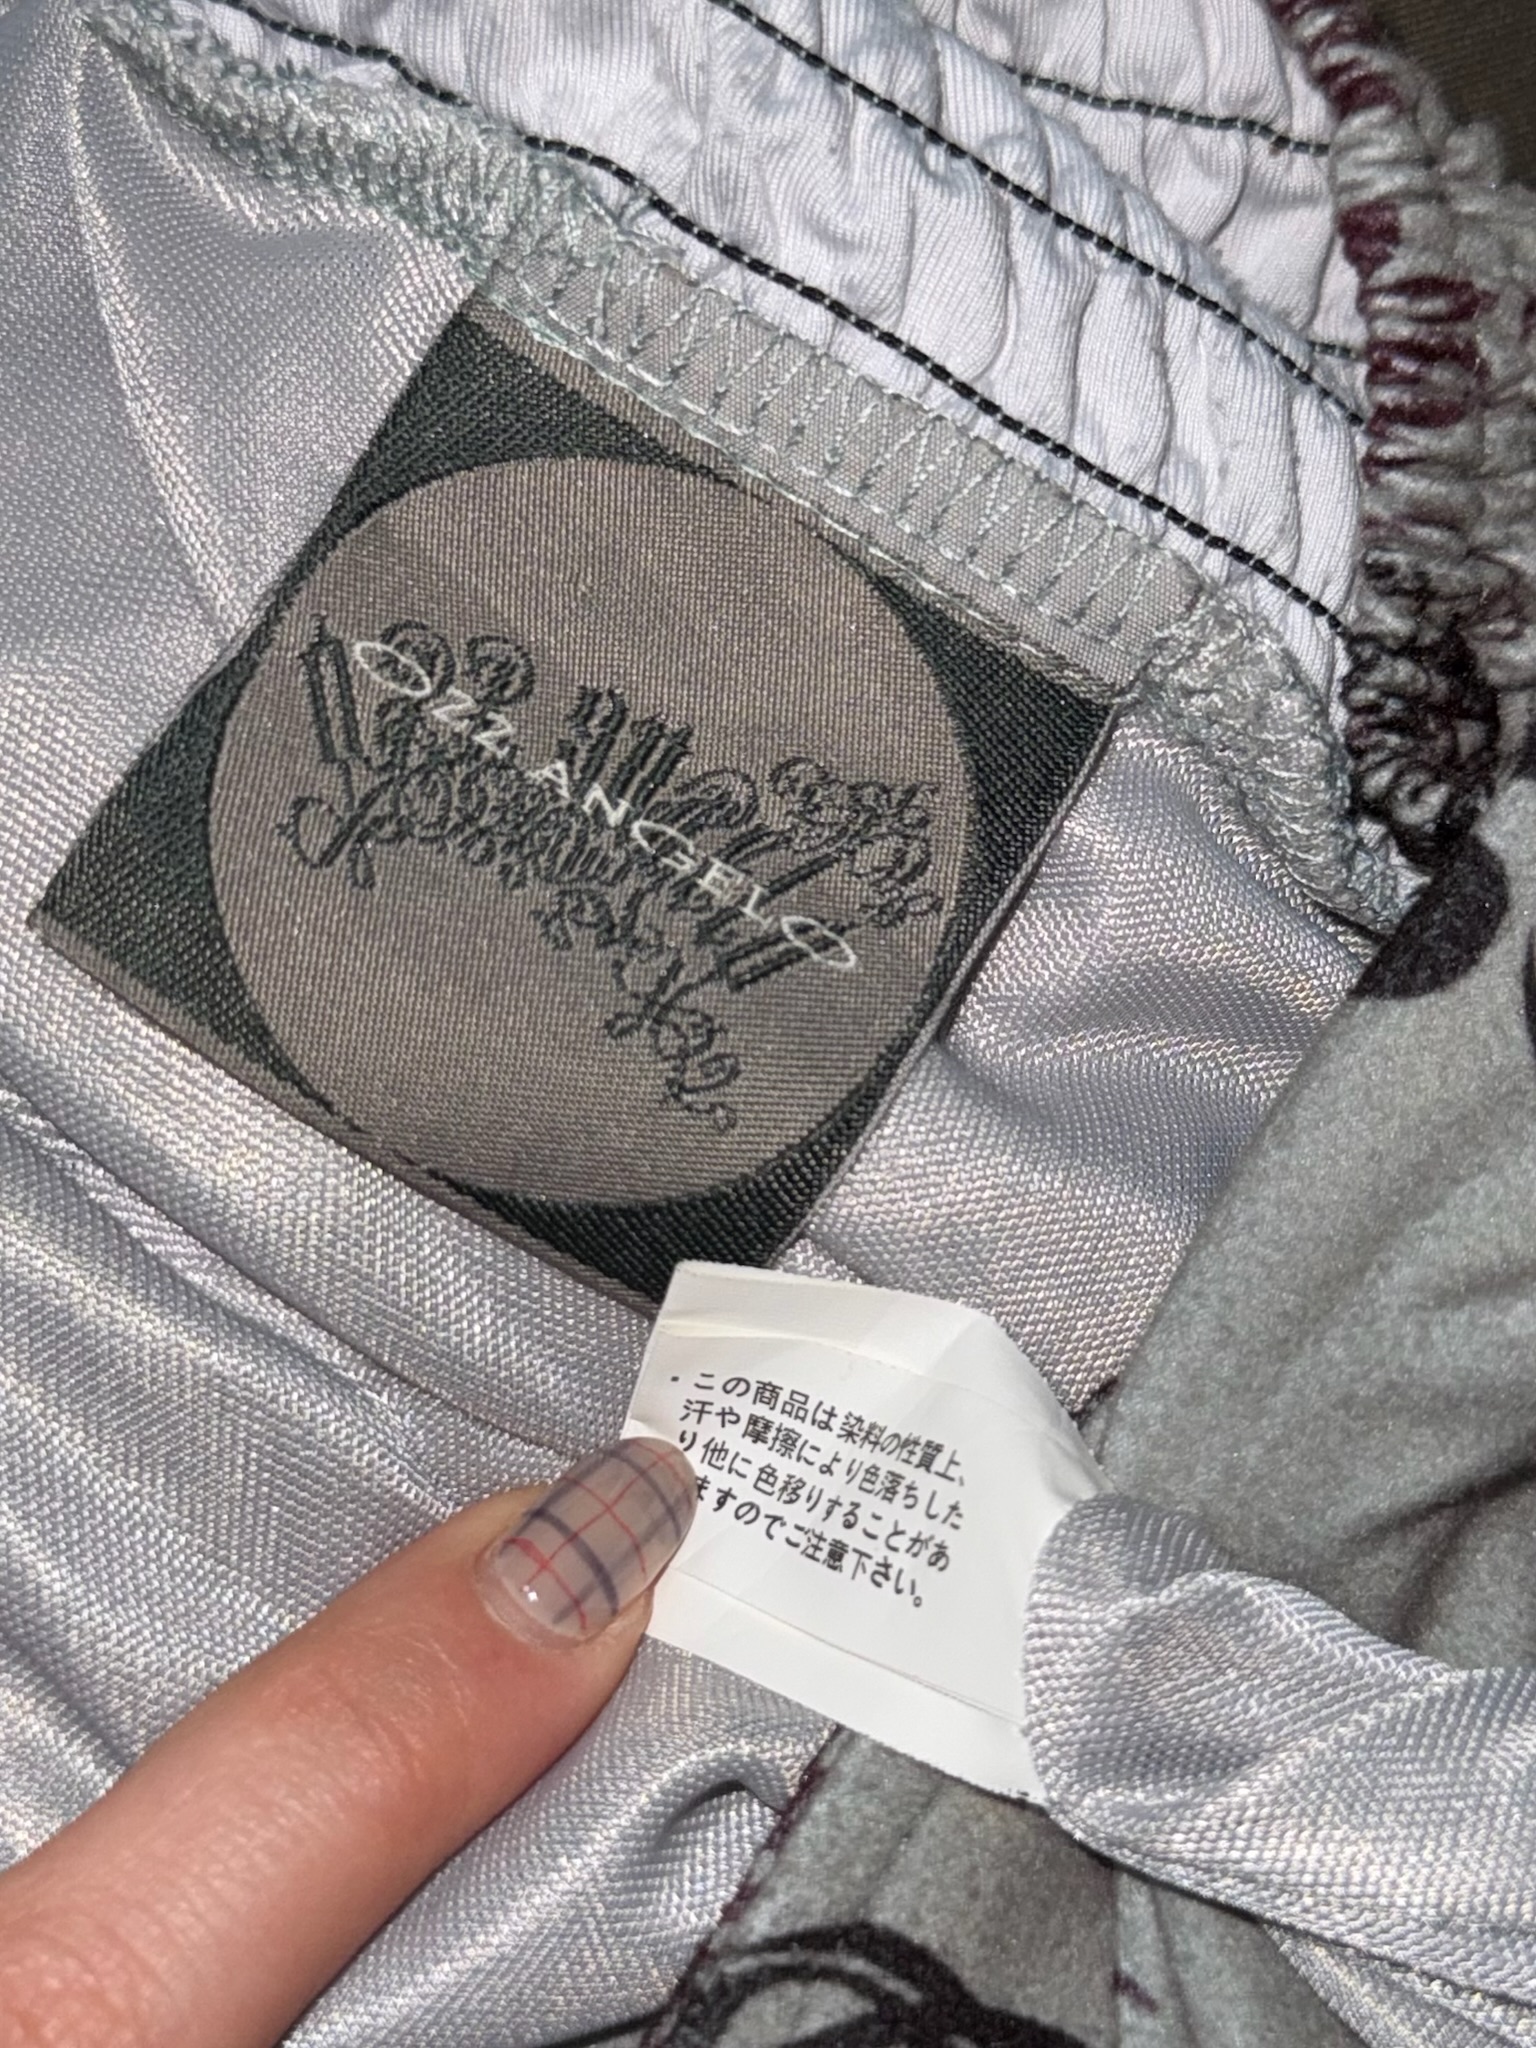 OZZ ANGELO
・この商品は染料の性質上、
汗や摩擦により色落ちした
り他に色移りすることがあ
ますのでご注意下さい。